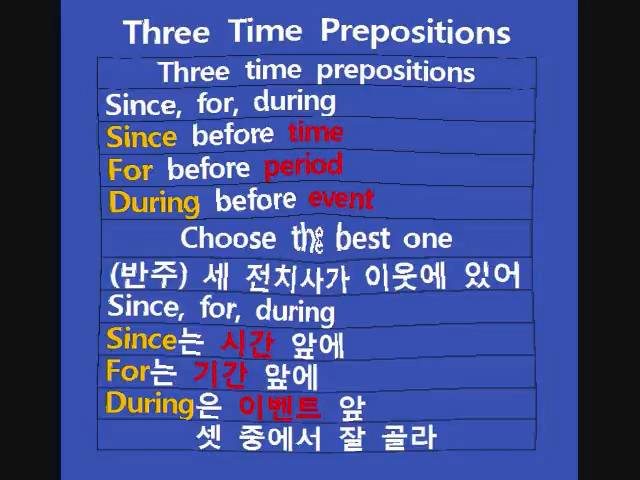 Three Time Prepositions
Three time prepositions
Since, for, during
Since before time
For before period
During before event
Choose the best one
(반주) 세 전치사가 이웃에 있어
Since, for, during
Since는 시간 앞에
For는 기간 앞에
During은 이벤트 앞
셋 중에서 잘 골라